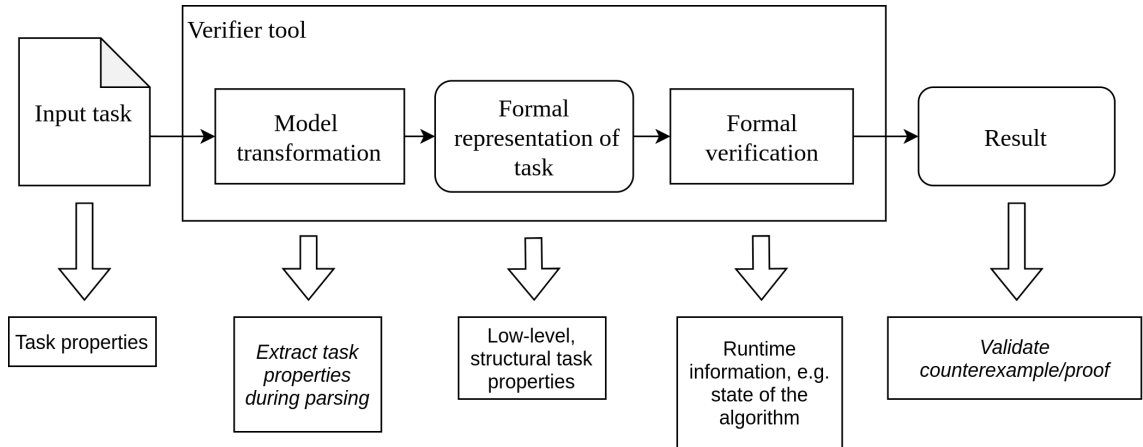 Verifier tool
Input task
Model
transformation
Formal
representation of
task
Formal
verification
Result
Task properties
Extract task
properties
during parsing
Low-level,
structural task
properties
Runtime
information, e.g.
state of the
algorithm
Validate
counterexample/proof